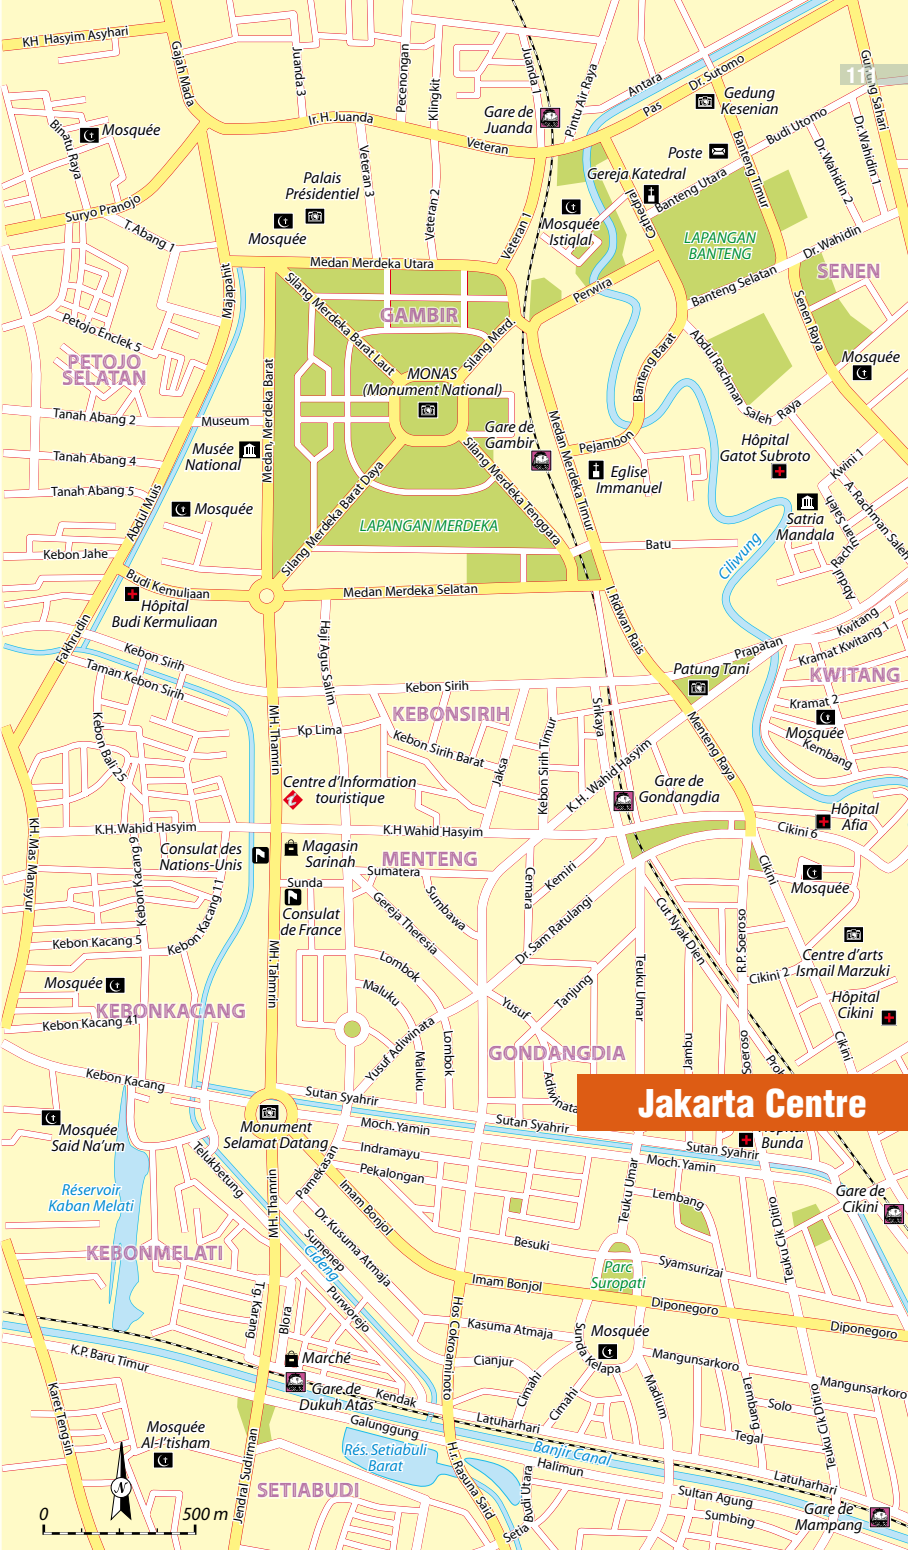 KH Hasyim Asyhari
Gajah Mada
Juanda 3
Pecenongan
Klingkit
Juanda 1
Pintu Air Raya
Antara
Pas
Dr. Sutomo
Gunung Sahari
111
Gedung
Kesenian
Gare de
Juanda
Ir. H. Juanda
Veteran
Binatu Raya
Mosquée
Budi Utomo
Dr. Wahidin 1
Dr. Wahidin 2
Banteng Timur
Poste
Gereja Katedral
Banteng Utara
Cathedral
Veteran 3
Veteran 2
Veteran 1
Palais
Présidentiel
Mosquée
Suryo Pranojo
T. Abang 1
Mosquée
Istiqlal
LAPANGAN
BANTENG
Dr. Wahidin
SENEN
Banteng Selatan
Senen Raya
Medan Merdeka Utara
Majapahit
Silang Merdeka Barat Laut
GAMBIR
Silang Merd.
Perwira
Petojo Enclek 5
PETOJO
SELATAN
Medan, Merdeka Barat
MONAS
(Monument National)
Banteng Barat
Abdul Rachman Saleh Raya
Mosquée
Tanah Abang 2
Museum
Musée
National
Tanah Abang 4
Tanah Abang 5
Mosquée
Abdul Muis
Gare de
Gambir
Medan Merdeka Timur
Pejambon
Eglise
Immanuel
Hôpital
Gatot Subroto
Kwini 1
A. Rachman Saleh
Satria
Mandala
Abdul Rachman Saleh
Silang Merdeka Barat Daya
Silang Merdeka Tenggara
LAPANGAN MERDEKA
Batu
Ciliwung
Kebon Jahe
Budi Kemuliaan
Hôpital
Budi Kermuliaan
Medan Merdeka Selatan
I. Ridwan Rais
Fakhrudin
Haji Agus Salim
Kebon Sirih
Taman Kebon Sirih
Kebon Sirih
Patung Tani
Prapatan
Kwitang
Kramat Kwitang 1
KWITANG
Kramat 2
Mosquée
Kembang
Kebon Bali 25
MH. Thamrin
Kp Lima
KEBONSIRIH
Kebon Sirih Barat
Jaksa
Kebon Sirih Timur
Srikaya
K.H. Wahid Hasyim
Menteng Raya
Gare de
Gondangdia
Centre d'Information
touristique
Hôpital
Afia
Cikini 6
Cikini
Mosquée
K.H. Wahid Hasyim
K.H Wahid Hasyim
KH. Mas Mansyur
Kebon Kacang 9
Kebon Kacang 11
Consulat des
Nations-Unis
Magasin
Sarinah
MENTENG
Sumatera
Sunda
Consulat
de France
Sumbawa
Gereja Theresia
Cemara
Kemiri
Dr. Sam Ratulangi
Cut Nyak Dien
R.P. Soeroso
Centre d'arts
Ismail Marzuki
Cikini 2
Hôpital
Cikini
Cikini
Kebon Kacang 5
Mosquée
KEBONKACANG
Kebon Kacang 41
MH. Tahmrin
Lombok
Maluku
Yusuf Adiwinata
Maluku
Lombok
Yusuf
Tanjung
Adiwinata
Teuku Umar
Jambu
Soeroso
GONDANGDIA
Jakarta Centre
Kebon Kacang
Sutan Syahrir
Moch. Yamin
Sutan Syahrir
Sutan Syahrir
Moch. Yamin
Bunda
Mosquée
Said Na'um
Monument
Selamat Datang
Telukbetung
Indramayu
Pekalongan
Pamekasan
Imam Bonjol
Teuku Umar
Lembang
Gare de
Cikini
Réservoir
Kaban Melati
KEBONMELATI
MH.Thamrin
Dr. Kusuma Atmaja
Sumenep
Cideng
Purworejo
Besuki
Syamsurizai
Teuku Cik Ditiro
Parc
Suropati
Imam Bonjol
Diponegoro
Diponegoro
Tg. Karang
Blora
Hos Cokroaminoto
Kasuma Atmaja
Mosquée
Sunda Kelapa
Mangunsarkoro
Mangunsarkoro
K.P. Baru Timur
Marché
Gare de
Dukuh Atas
Kendak
Cianjur
Cimahi
Cimahi
Madium
Lembang
Solo
Tegal
Teuku Cik Ditiro
Karet Tengsin
Mosquée
Al-I'tisham
Galunggung
Latuharhari
Banjir Canal
Rés. Setiabuli
Barat
Halimun
Latuharhari
Sultan Agung
Sumbing
Gare de
Mampang
SETIABUDI
Jendral Sudirman
H.r. Rasuna Said
Setia Budi Utara
N
0
500 m